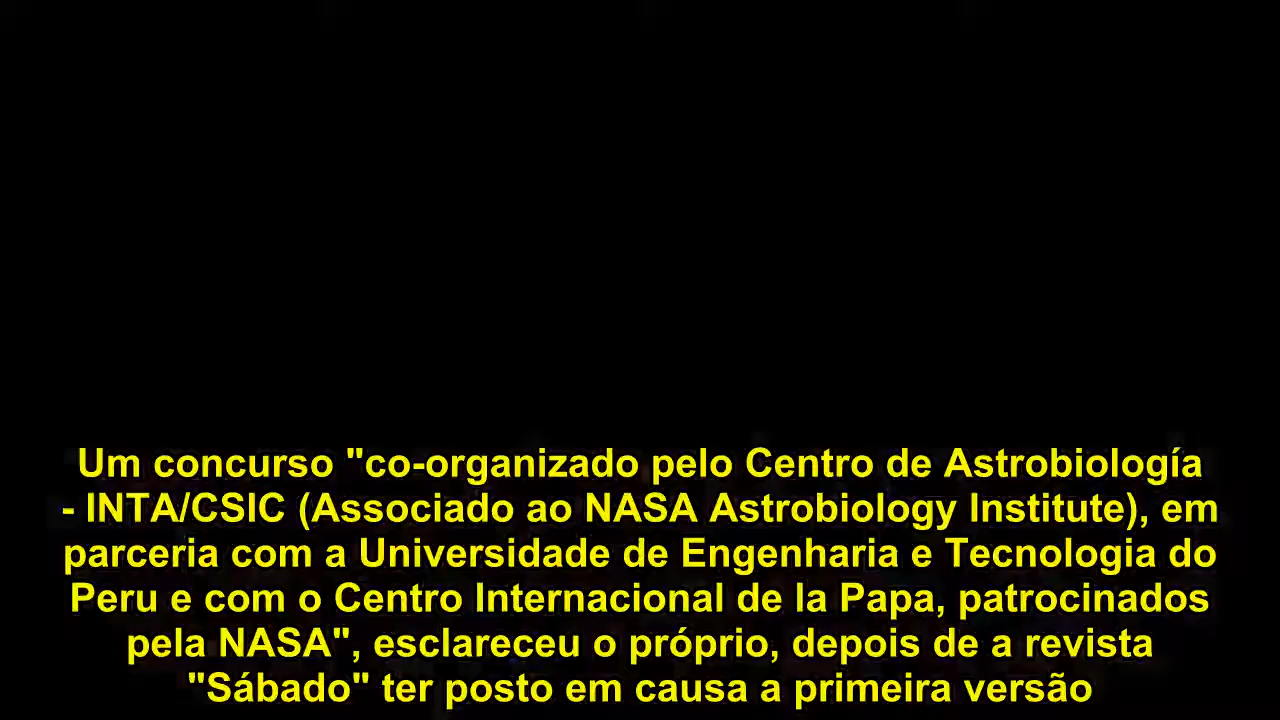 Um concurso "co-organizado pelo Centro de Astrobiología
- INTA/CSIC (Associado ao NASA Astrobiology Institute), em
parceria com a Universidade de Engenharia e Tecnologia do
Peru e com o Centro Internacional de la Papa, patrocinados
pela NASA", esclareceu o próprio, depois de a revista
"Sábado" ter posto em causa a primeira versão